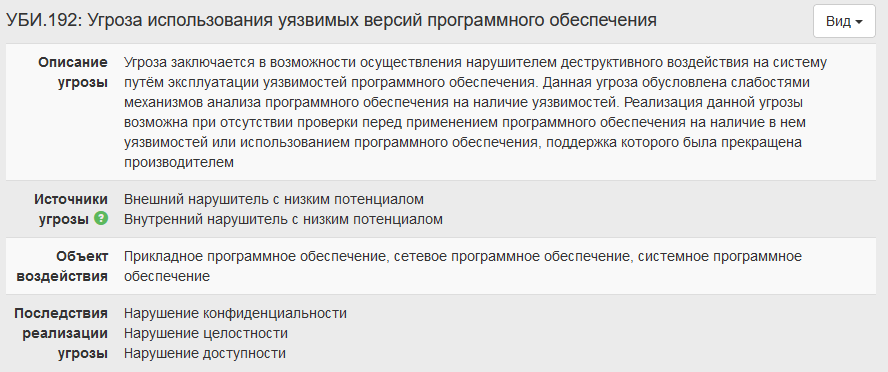 УБИ.192: Угроза использования уязвимых версий программного обеспечения
Вид
Описание угрозы
Угроза заключается в возможности осуществления нарушителем деструктивного воздействия на систему
путём эксплуатации уязвимостей программного обеспечения. Данная угроза обусловлена слабостями
механизмов анализа программного обеспечения на наличие уязвимостей. Реализация данной угрозы
возможна при отсутствии проверки перед применением программного обеспечения на наличие в нем
уязвимостей или использованием программного обеспечения, поддержка которого была прекращена
производителем
Источники
угрозы ?
Внешний нарушитель с низким потенциалом
Внутренний нарушитель с низким потенциалом
Объект
воздействия
Прикладное программное обеспечение, сетевое программное обеспечение, системное программное
обеспечение
Последствия
реализации
угрозы
Нарушение конфиденциальности
Нарушение целостности
Нарушение доступности